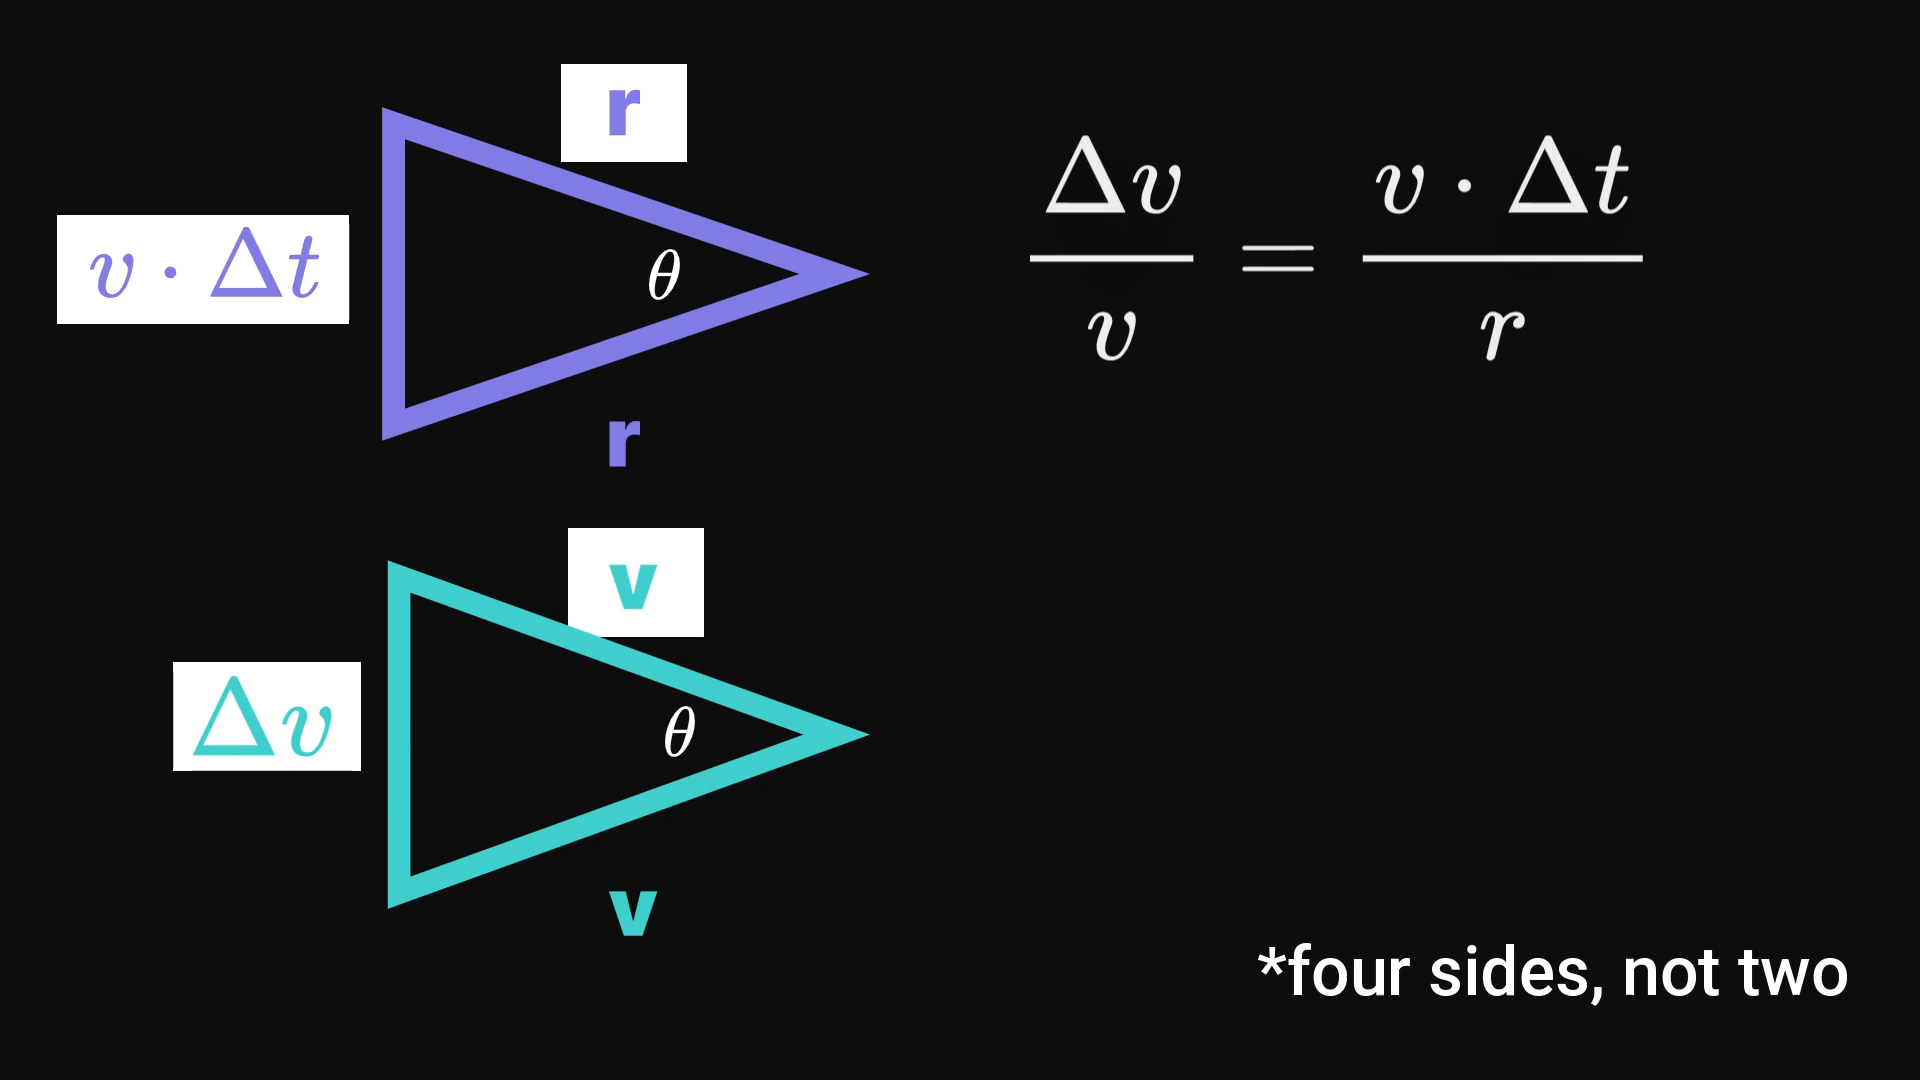 r
v · Δt
θ
r
Δv / v = v · Δt / r
v
Δv
θ
v
*four sides, not two